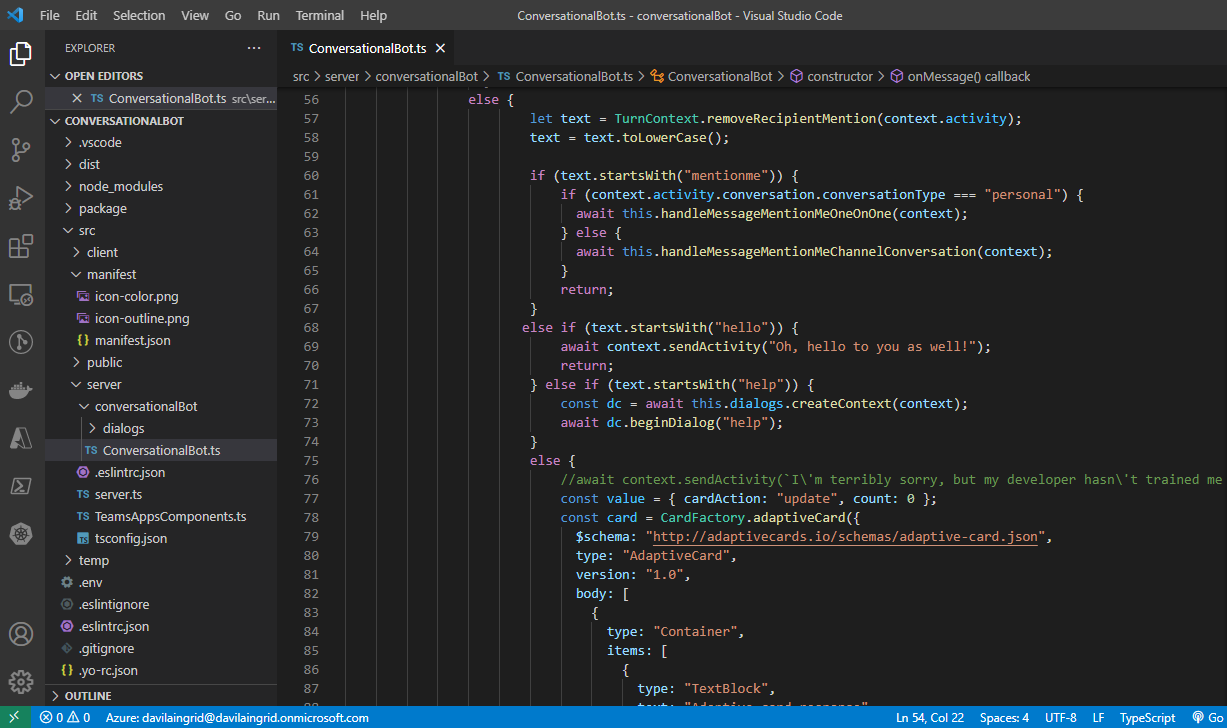 File Edit Selection View Go Run Terminal Help ConversationalBot.ts - conversationalBot - Visual Studio Code
EXPLORER ...
OPEN EDITORS
TS ConversationalBot.ts src\ser...
CONVERSATIONALBOT
.vscode
dist
node_modules
package
src
client
manifest
icon-color.png
icon-outline.png
{} manifest.json
public
server
conversationalBot
dialogs
TS ConversationalBot.ts
.eslintrc.json
TS server.ts
TS TeamsAppsComponents.ts
tsconfig.json
temp
.env
.eslintignore
.eslintrc.json
.gitignore
{} .yo-rc.json
OUTLINE
TS ConversationalBot.ts
src > server > conversationalBot > TS ConversationalBot.ts > ConversationalBot > constructor > onMessage() callback
56 else {
57 let text = TurnContext.removeRecipientMention(context.activity);
58 text = text.toLowerCase();
59
60 if (text.startsWith("mentionme")) {
61 if (context.activity.conversation.conversationType === "personal") {
62 await this.handleMessageMentionMeOneOnOne(context);
63 } else {
64 await this.handleMessageMentionMeChannelConversation(context);
65 }
66 return;
67 }
68 else if (text.startsWith("hello")) {
69 await context.sendActivity("Oh, hello to you as well!");
70 return;
71 } else if (text.startsWith("help")) {
72 const dc = await this.dialogs.createContext(context);
73 await dc.beginDialog("help");
74 }
75 else {
76 //await context.sendActivity(`I\'m terribly sorry, but my developer hasn\'t trained me
77 const value = { cardAction: "update", count: 0 };
78 const card = CardFactory.adaptiveCard({
79 $schema: "http://adaptivecards.io/schemas/adaptive-card.json",
80 type: "AdaptiveCard",
81 version: "1.0",
82 body: [
83 {
84 type: "Container",
85 items: [
86 {
87 type: "TextBlock",
0 0 Azure: davilaingrid@davilaingrid.onmicrosoft.com Ln 54, Col 22 Spaces: 4 UTF-8 LF TypeScript Go